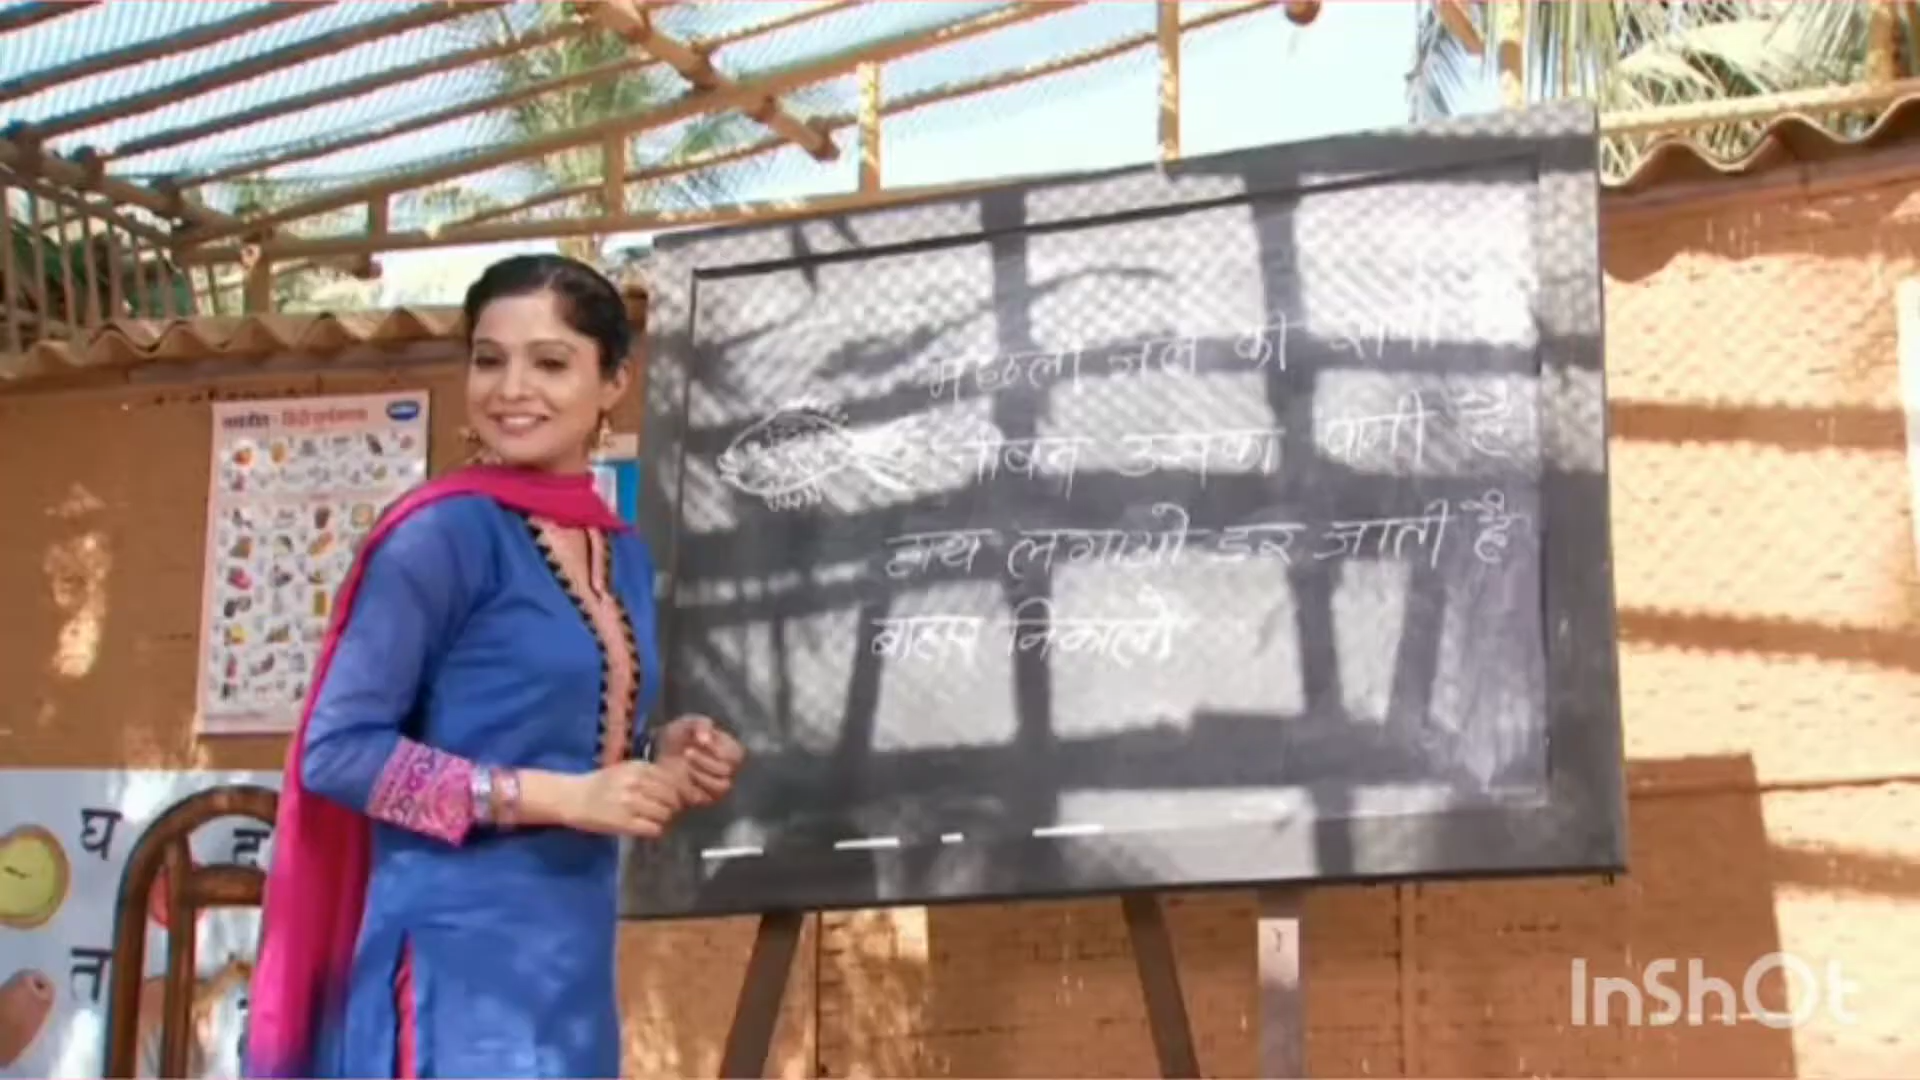 मछली जल की रानी है
जीवन उसका पानी है
हाथ लगाओ डर जाती है
बाहर निकालो
घ
त
InShOt